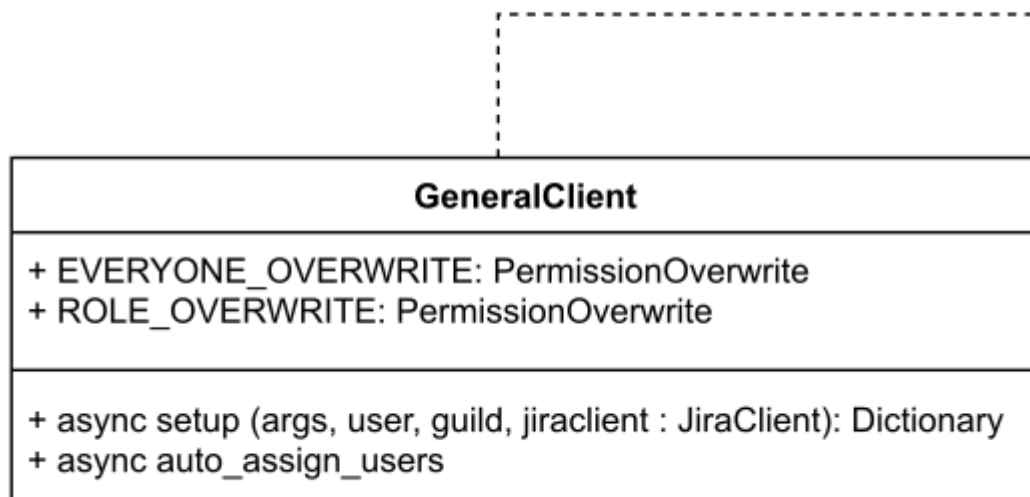 GeneralClient
+ EVERYONE_OVERWRITE: PermissionOverwrite
+ ROLE_OVERWRITE: PermissionOverwrite
+ async setup (args, user, guild, jiraclient : JiraClient): Dictionary
+ async auto_assign_users